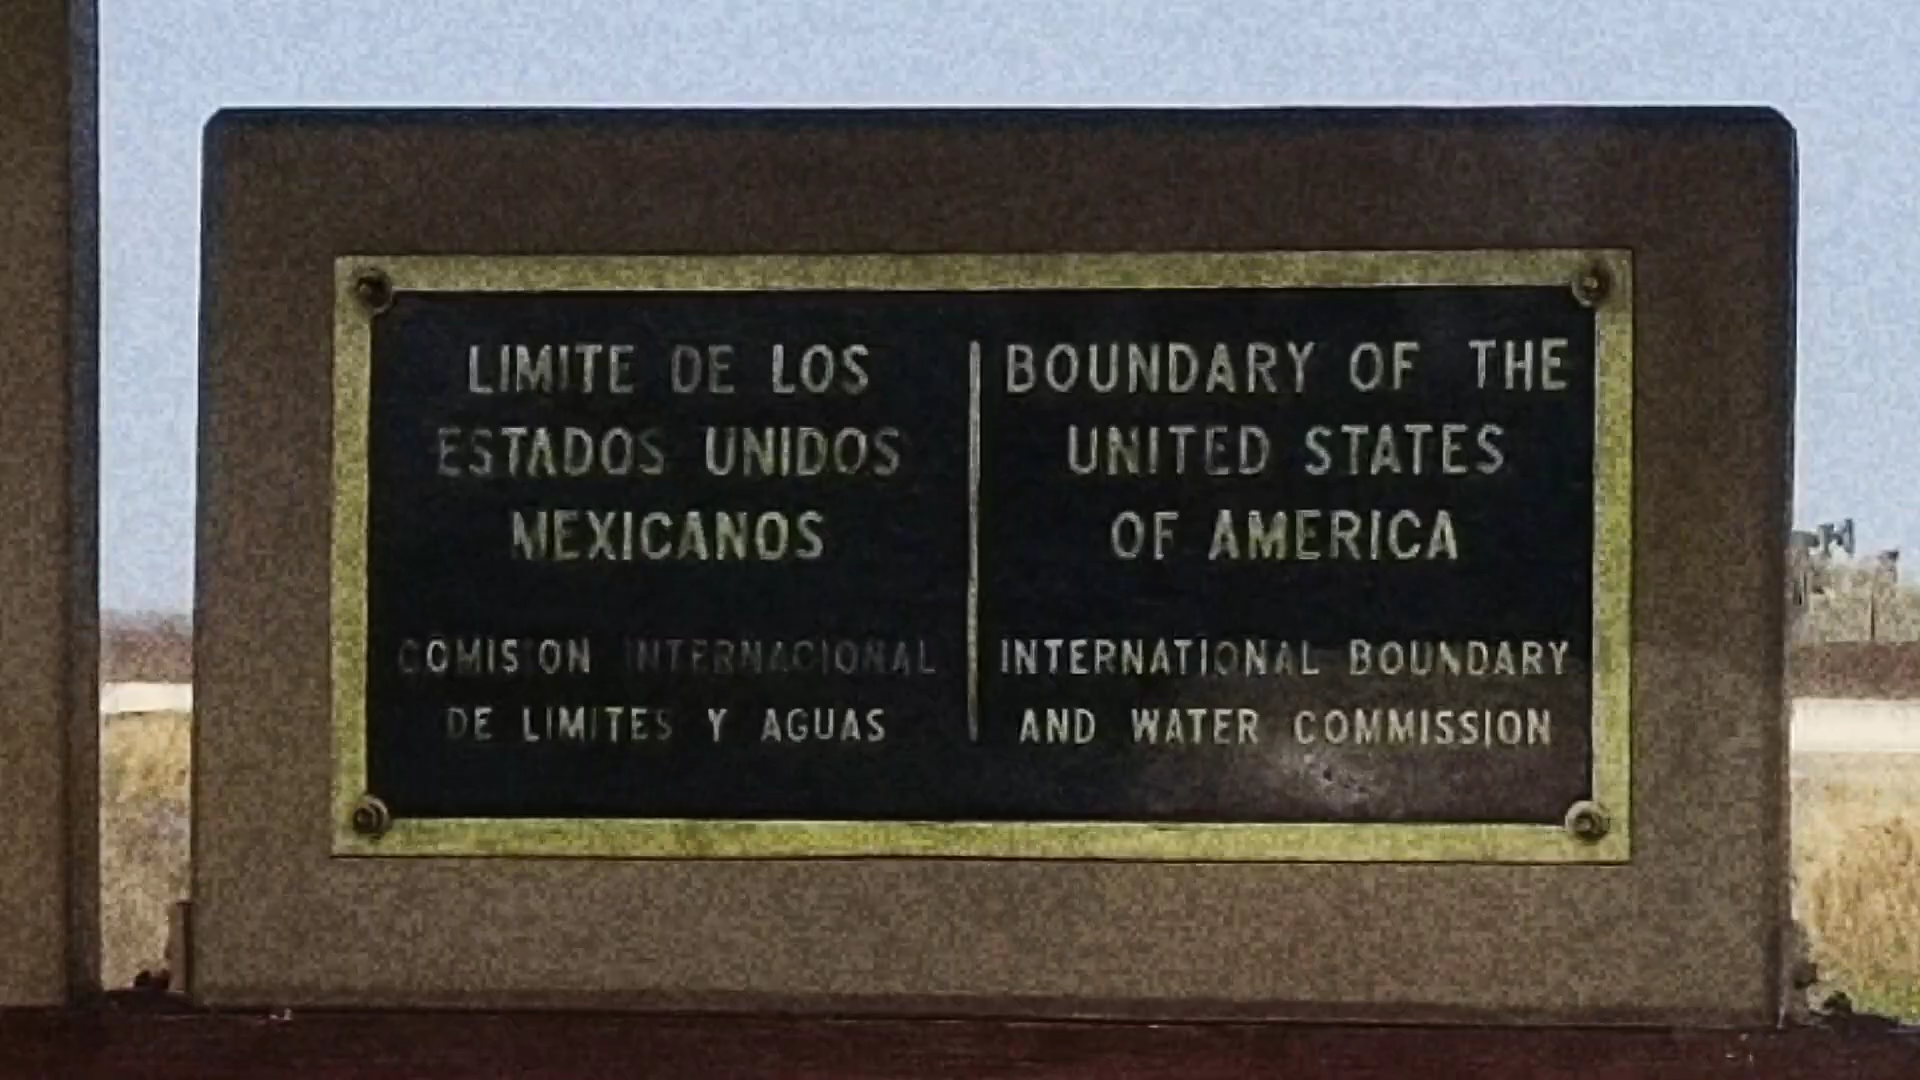 LIMITE DE LOS
ESTADOS UNIDOS
MEXICANOS
COMISION INTERNACIONAL
DE LIMITES Y AGUAS
BOUNDARY OF THE
UNITED STATES
OF AMERICA
INTERNATIONAL BOUNDARY
AND WATER COMMISSION